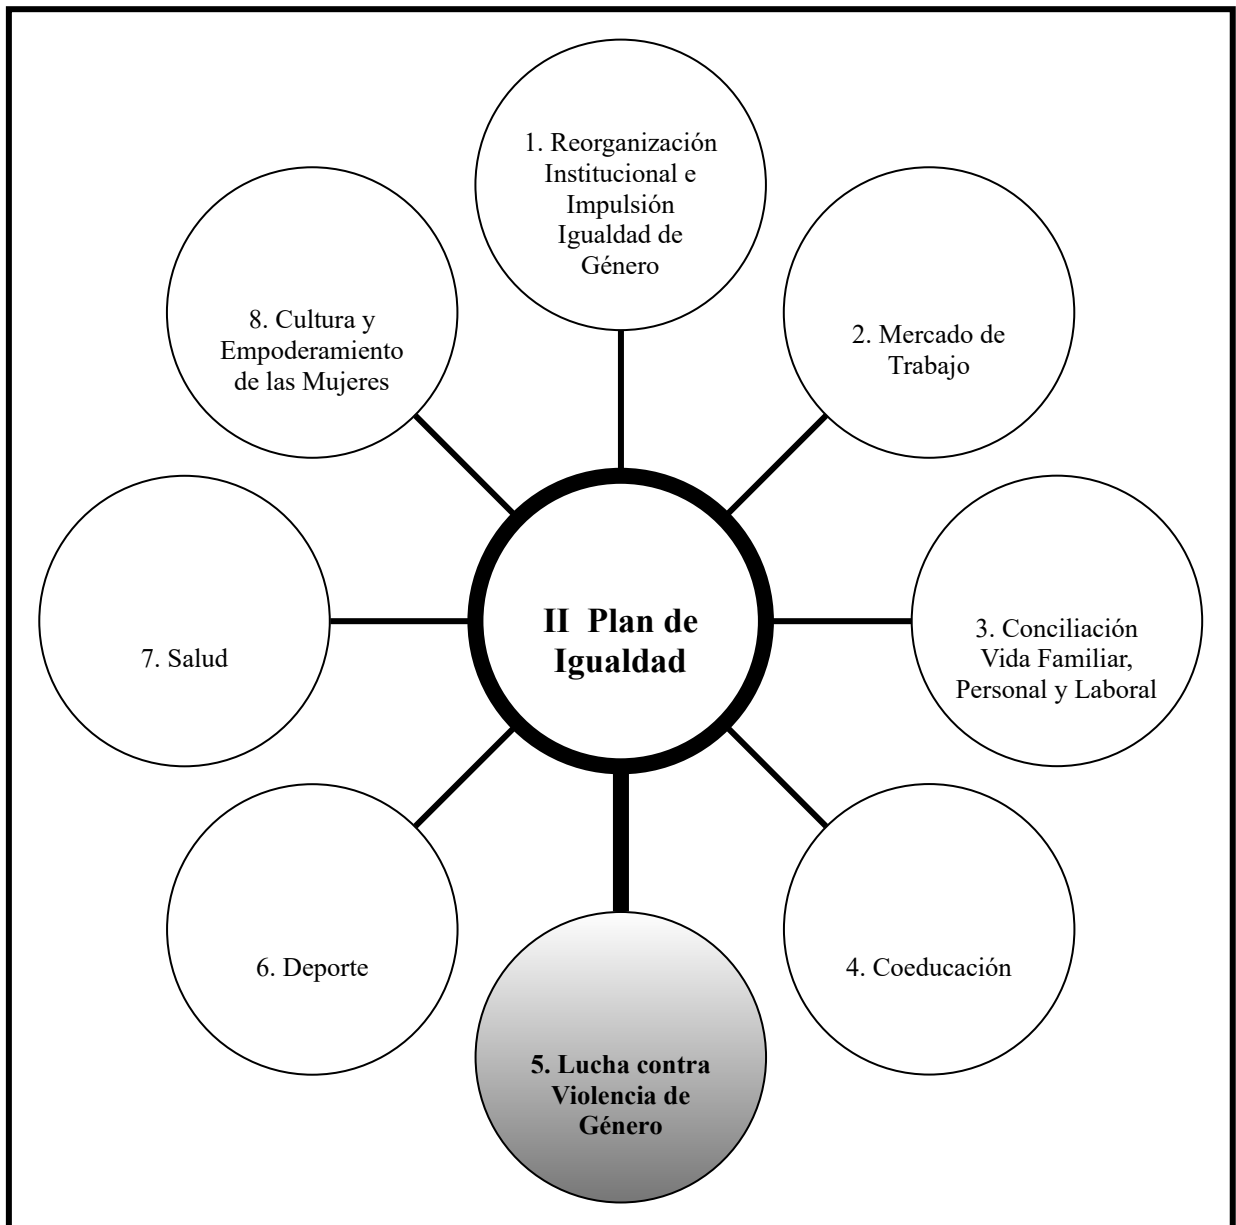 1. Reorganización
Institucional e
Impulsión
Igualdad de
Género
2. Mercado de
Trabajo
3. Conciliación
Vida Familiar,
Personal y Laboral
4. Coeducación
5. Lucha contra
Violencia de
Género
6. Deporte
7. Salud
8. Cultura y
Empoderamiento
de las Mujeres
II Plan de
Igualdad